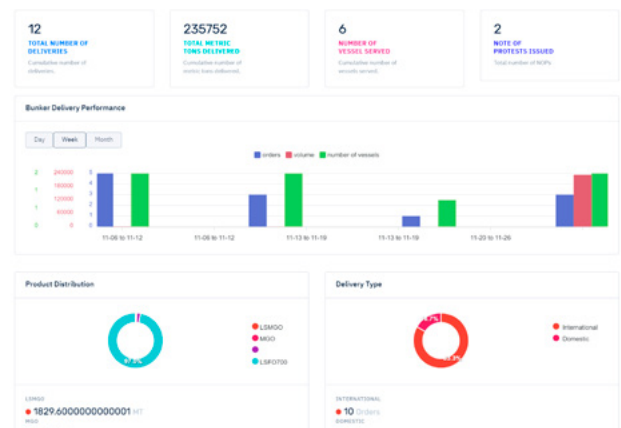 12
TOTAL NUMBER OF
DELIVERIES
Cumulative number of
deliveries.
235752
TOTAL METRIC
TONS DELIVERED
Cumulative number of
metric tons delivered.
6
NUMBER OF
VESSEL SERVED
Cumulative number of
vessels served.
2
NOTE OF
PROTESTS ISSUED
Total number of NOPs
Bunker Delivery Performance
Day Week Month
orders volume number of vessels
2 240000 5
4
1 180000
3
120000 2
1
60000 1
0 0 0
11-06 to 11-12 11-06 to 11-12 11-13 to 11-19 11-13 to 11-19 11-20 to 11-26
Product Distribution
LSMGO
MGO
LSFO700
LSMGO
1829.6000000000001 MT
MGO
Delivery Type
International
Domestic
INTERNATIONAL
10 Orders
DOMESTIC